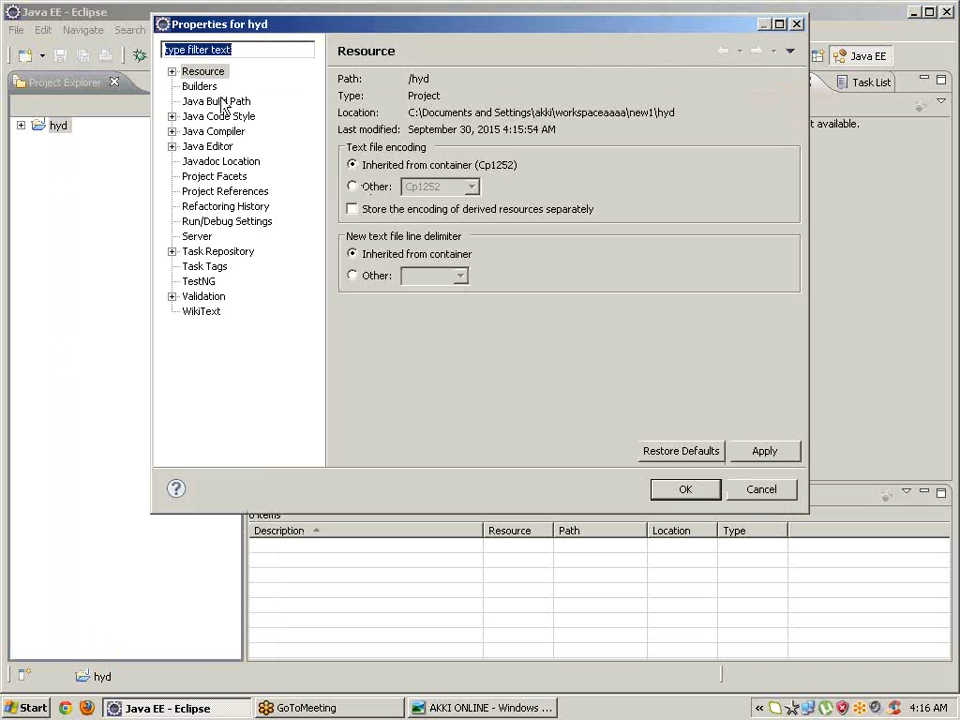 Java EE - Eclipse
Properties for hyd
File Edit Navigate Search
type filter text
Resource
Java EE
Project Explorer
Task List
Resource
Builders
Java Build Path
Java Code Style
Java Compiler
Java Editor
Javadoc Location
Project Facets
Project References
Refactoring History
Run/Debug Settings
Server
Task Repository
Task Tags
TestNG
Validation
WikiText
hyd
Path: /hyd
Type: Project
Location: C:\Documents and Settings\akki\workspaceaaaa\new1\hyd
Last modified: September 30, 2015 4:15:54 AM
Text file encoding
Inherited from container (Cp1252)
Other: Cp1252
Store the encoding of derived resources separately
New text file line delimiter
Inherited from container
Other:
t available.
Restore Defaults Apply
OK Cancel
0 items
Description Resource Path Location Type
hyd
Start Java EE - Eclipse GoToMeeting AKKI ONLINE - Windows ... « 4:16 AM